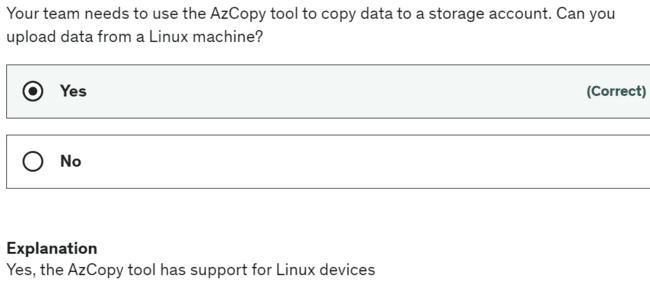 Your team needs to use the AzCopy tool to copy data to a storage account. Can you
upload data from a Linux machine?
Yes (Correct)
No
Explanation
Yes, the AzCopy tool has support for Linux devices